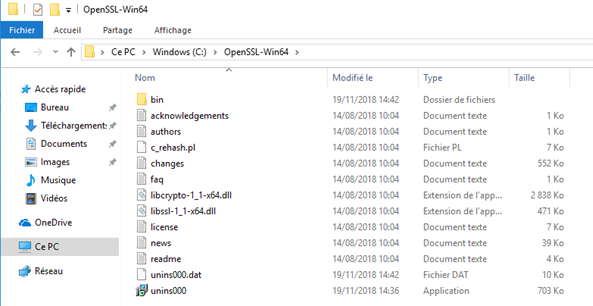 OpenSSL-Win64
Fichier Accueil Partage Affichage
Ce PC > Windows (C:) > OpenSSL-Win64 >
Nom Modifié le Type Taille
Accès rapide
Bureau
Téléchargements
Documents
Images
Musique
Vidéos
OneDrive
Ce PC
Réseau
bin 19/11/2018 14:42 Dossier de fichiers
acknowledgements 14/08/2018 10:04 Document texte 1 Ko
authors 14/08/2018 10:04 Document texte 1 Ko
c_rehash.pl 14/08/2018 10:04 Fichier PL 7 Ko
changes 14/08/2018 10:04 Document texte 552 Ko
faq 14/08/2018 10:04 Document texte 1 Ko
libcrypto-1_1-x64.dll 14/08/2018 10:04 Extension de l'app... 2 838 Ko
libssl-1_1-x64.dll 14/08/2018 10:04 Extension de l'app... 471 Ko
license 14/08/2018 10:04 Document texte 7 Ko
news 14/08/2018 10:04 Document texte 39 Ko
readme 14/08/2018 10:04 Document texte 4 Ko
unins000.dat 19/11/2018 14:42 Fichier DAT 10 Ko
unins000 19/11/2018 14:36 Application 703 Ko